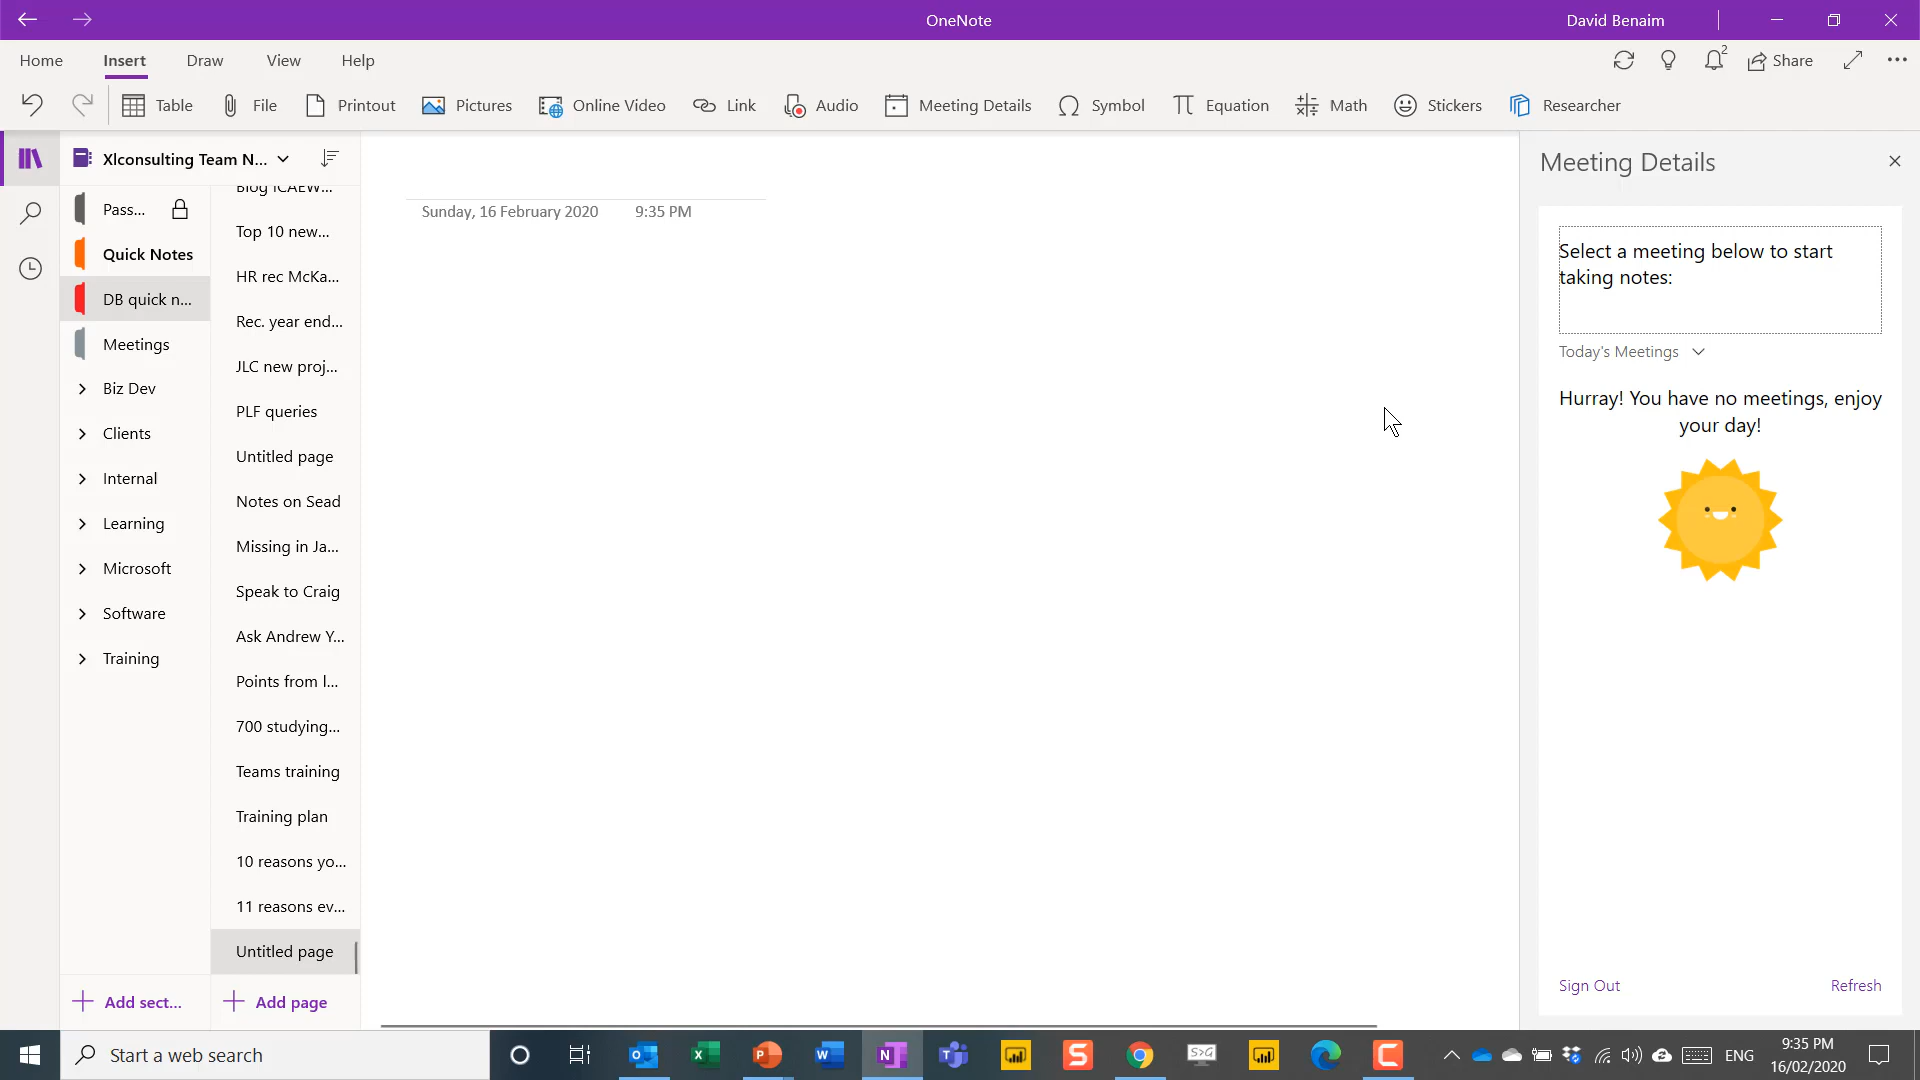 OneNote
David Benaim
Home
Insert
Draw
View
Help
2
Share
Table
File
Printout
Pictures
Online Video
Link
Audio
Meeting Details
Symbol
Equation
Math
Stickers
Researcher
Xlconsulting Team N...
Pass...
Quick Notes
DB quick n...
Meetings
Biz Dev
Clients
Internal
Learning
Microsoft
Software
Training
Add sect...
Blog ICAEW...
Top 10 new...
HR rec McKa...
Rec. year end...
JLC new proj...
PLF queries
Untitled page
Notes on Sead
Missing in Ja...
Speak to Craig
Ask Andrew Y...
Points from l...
700 studying...
Teams training
Training plan
10 reasons yo...
11 reasons ev...
Untitled page
Add page
Sunday, 16 February 2020 9:35 PM
Meeting Details
Select a meeting below to start
taking notes:
Today's Meetings
Hurray! You have no meetings, enjoy
your day!
Sign Out
Refresh
Start a web search
ENG
9:35 PM
16/02/2020